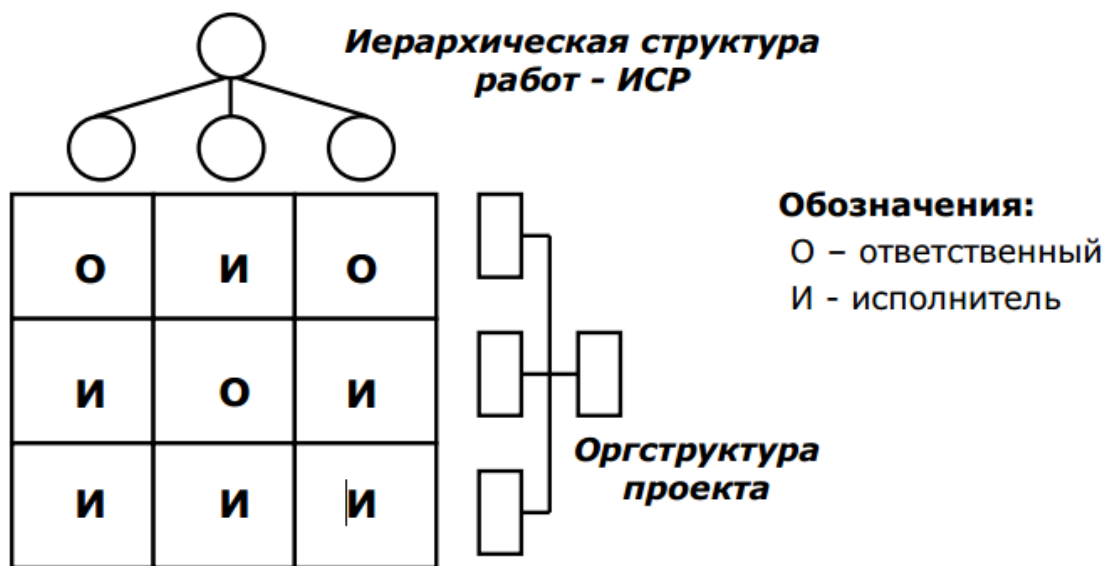 Иерархическая структура
работ - ИСР
Обозначения:
О – ответственный
И - исполнитель
О И О
И О И
И И И
Оргструктура
проекта